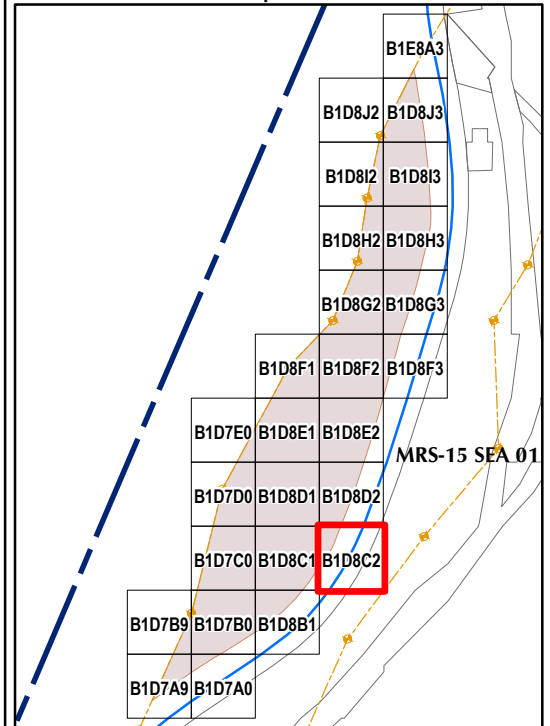 B1E8A3
B1D8J2 B1D8J3
B1D8I2 B1D8I3
B1D8H2 B1D8H3
B1D8G2 B1D8G3
B1D8F1 B1D8F2 B1D8F3
B1D7E0 B1D8E1 B1D8E2
MRS-15 SEA 01
B1D7D0 B1D8D1 B1D8D2
B1D7C0 B1D8C1 B1D8C2
B1D7B9 B1D7B0 B1D8B1
B1D7A9 B1D7A0